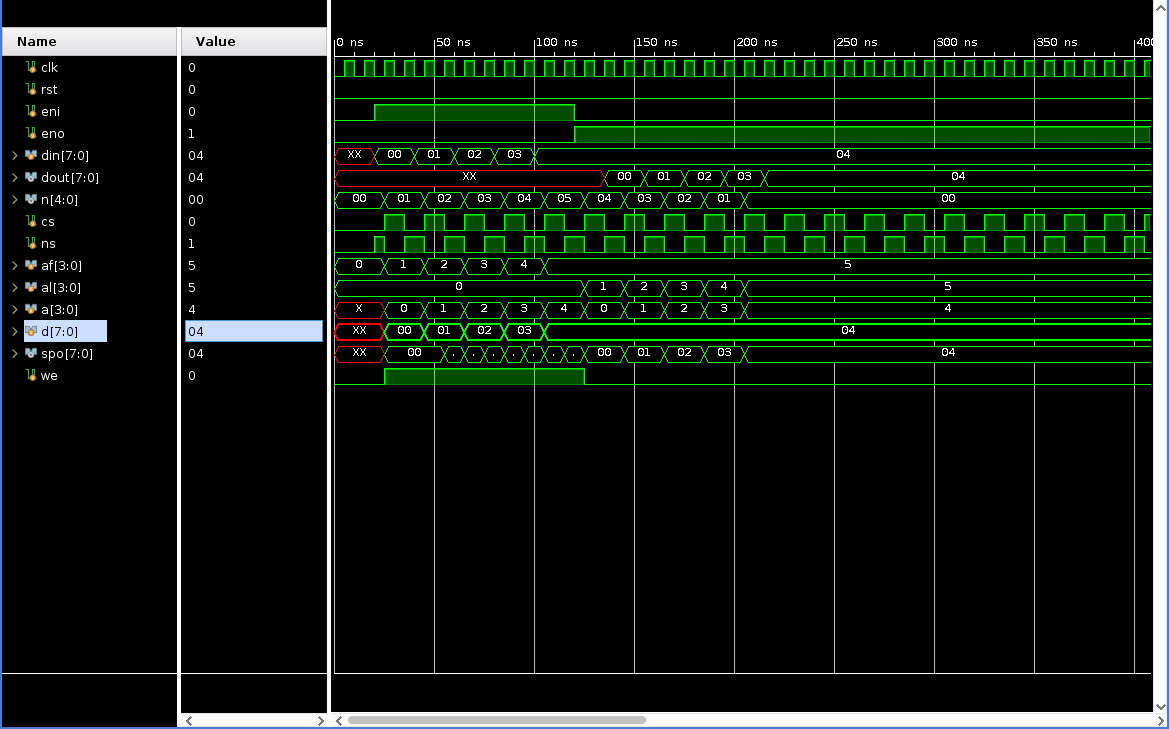 Name Value 0 ns 50 ns 100 ns 150 ns 200 ns 250 ns 300 ns 350 ns 400
clk 0
rst 0
eni 0
eno 1
din[7:0] 04 XX 00 01 02 03 04
dout[7:0] 04 XX 00 01 02 03 04
n[4:0] 00 00 01 02 03 04 05 04 03 02 01 00
cs 0
ns 1
af[3:0] 5 0 1 2 3 4 5
al[3:0] 5 0 1 2 3 4 5
a[3:0] 4 X 0 1 2 3 4 0 1 2 3 4
d[7:0] 04 XX 00 01 02 03 04
spo[7:0] 04 XX 00 . . . . . . . 00 01 02 03 04
we 0